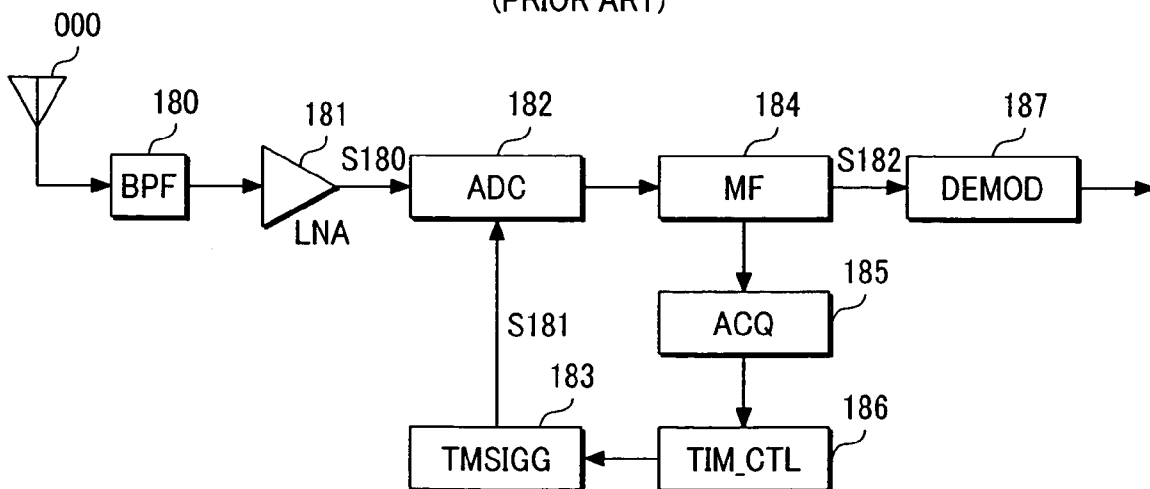 (PRIOR ART)
000
180
181
182
184
187
S180
S182
BPF
LNA
ADC
MF
DEMOD
185
ACQ
S181
183
186
TMSIGG
TIM_CTL